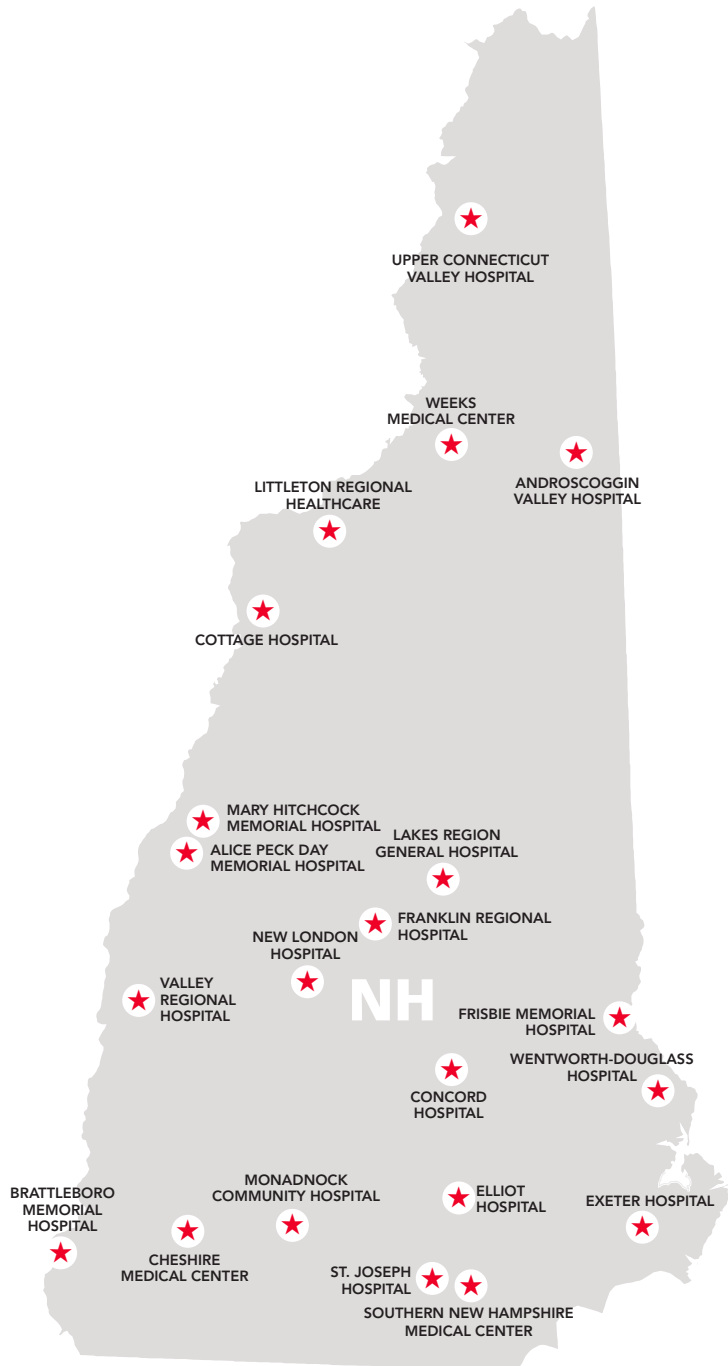 UPPER CONNECTICUT
VALLEY HOSPITAL
WEEKS
MEDICAL CENTER
ANDROSCOGGIN
VALLEY HOSPITAL
LITTLETON REGIONAL
HEALTHCARE
COTTAGE HOSPITAL
MARY HITCHCOCK
MEMORIAL HOSPITAL
ALICE PECK DAY
MEMORIAL HOSPITAL
LAKES REGION
GENERAL HOSPITAL
FRANKLIN REGIONAL
HOSPITAL
NEW LONDON
HOSPITAL
VALLEY
REGIONAL
HOSPITAL
NH
FRISBIE MEMORIAL
HOSPITAL
WENTWORTH-DOUGLASS
HOSPITAL
CONCORD
HOSPITAL
BRATTLEBORO
MEMORIAL
HOSPITAL
MONADNOCK
COMMUNITY HOSPITAL
ELLIOT
HOSPITAL
EXETER HOSPITAL
CHESHIRE
MEDICAL CENTER
ST. JOSEPH
HOSPITAL
SOUTHERN NEW HAMPSHIRE
MEDICAL CENTER